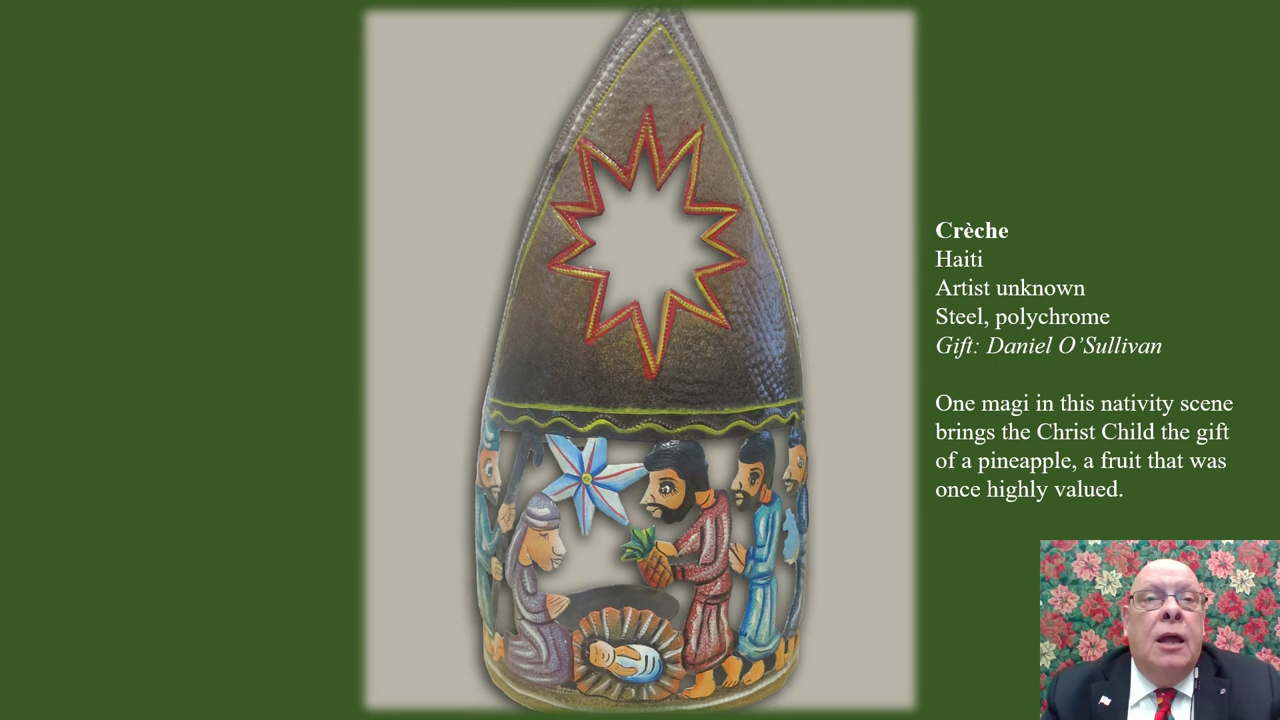 Crèche
Haiti
Artist unknown
Steel, polychrome
Gift: Daniel O’Sullivan
One magi in this nativity scene
brings the Christ Child the gift
of a pineapple, a fruit that was
once highly valued.